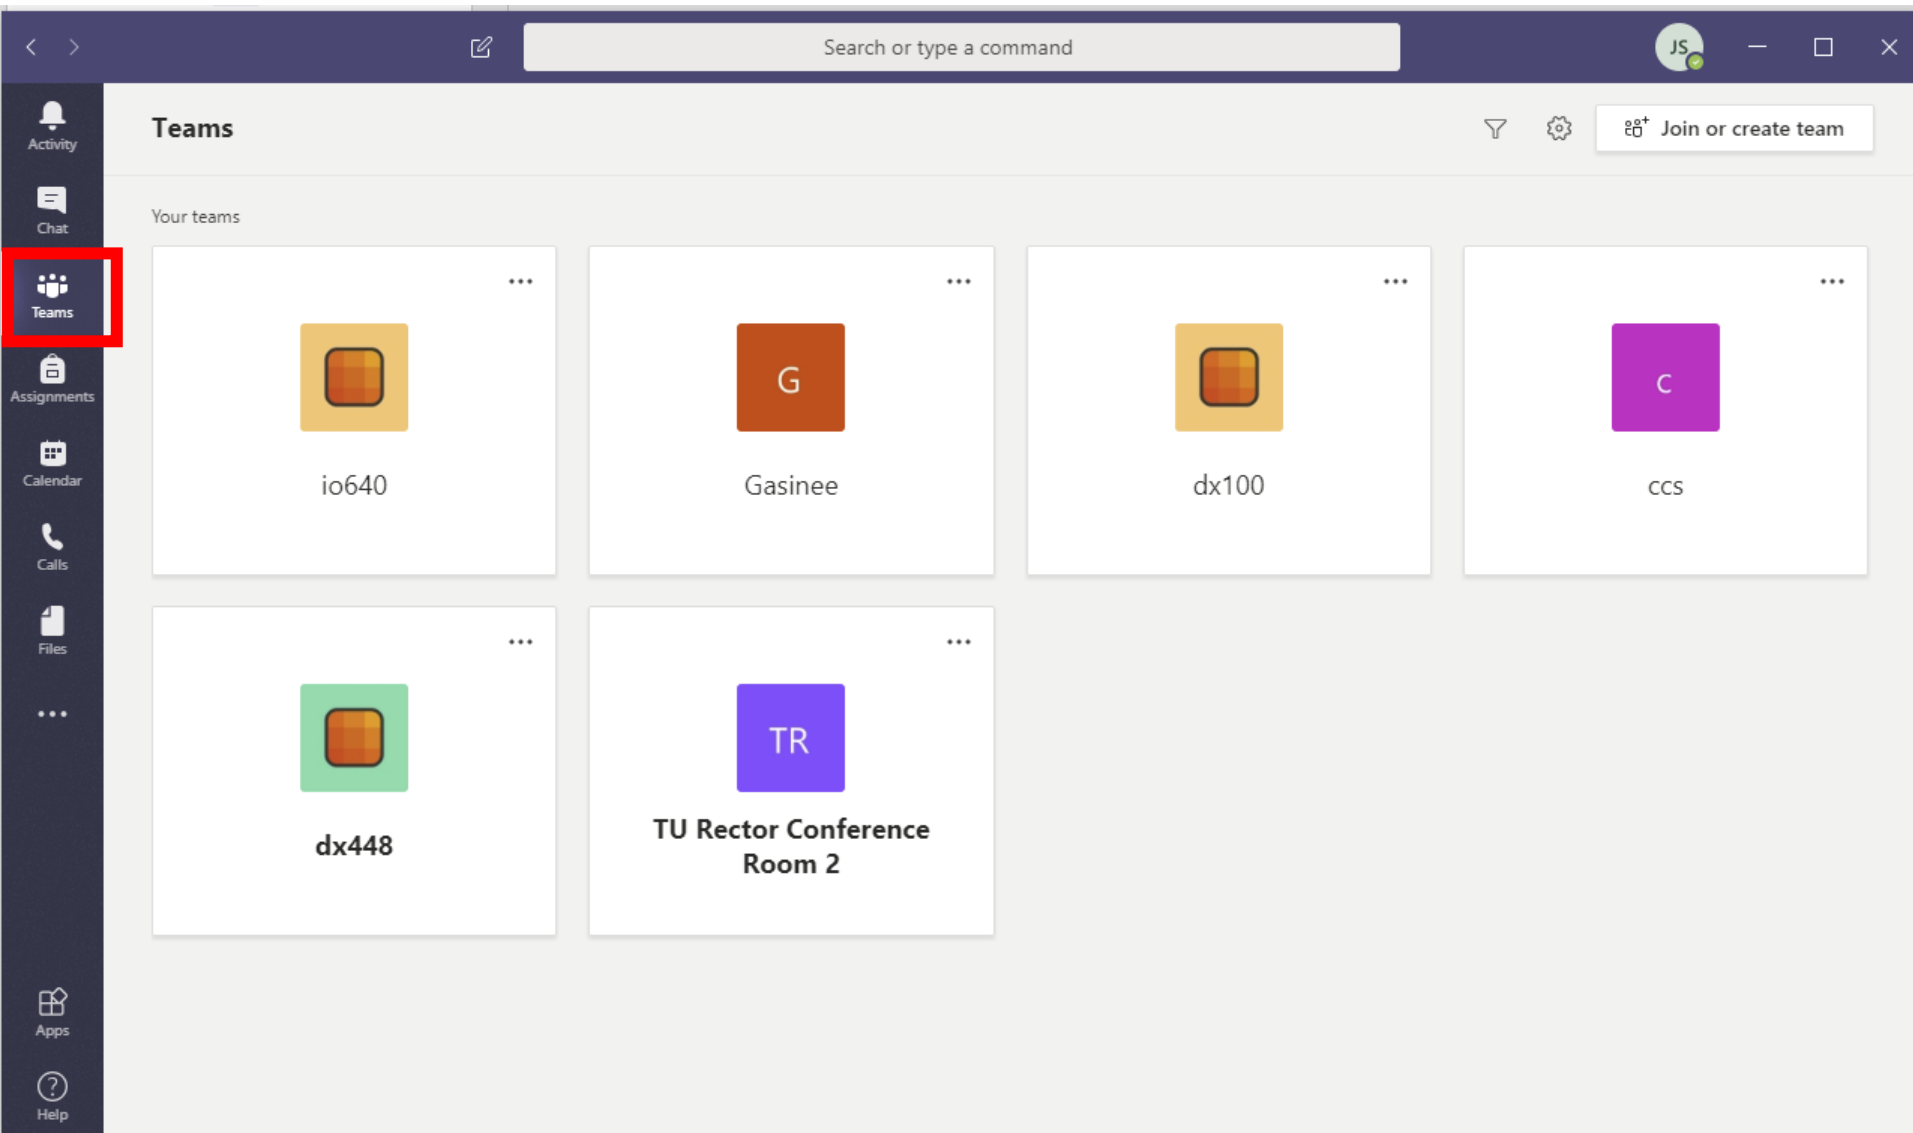 Search or type a command
JS
Activity
Chat
Teams
Assignments
Calendar
Calls
Files
Apps
Help
Teams
Join or create team
Your teams
io640
G
Gasinee
dx100
c
ccs
dx448
TR
TU Rector Conference
Room 2